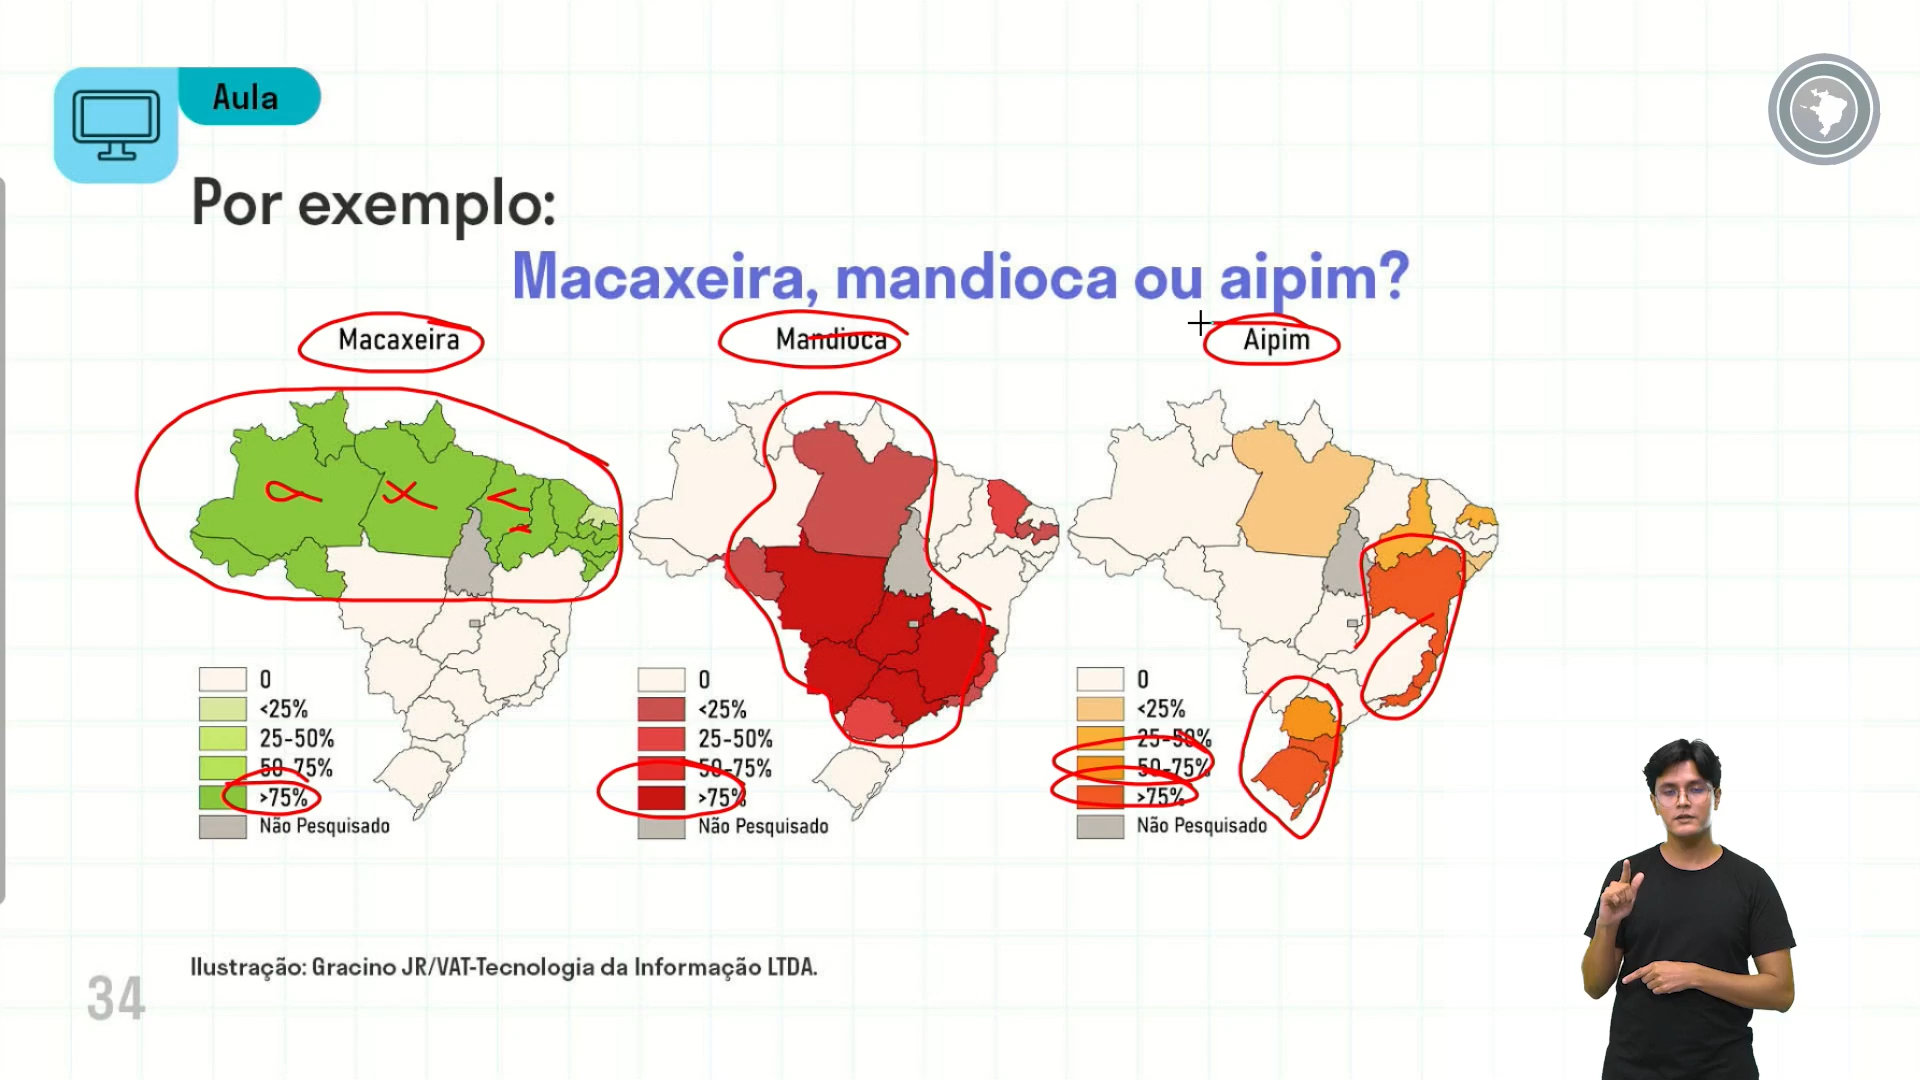 Aula
Por exemplo:
Macaxeira, mandioca ou aipim?
Macaxeira
Mandioca
Aipim
0
<25%
25-50%
50-75%
>75%
Não Pesquisado
0
<25%
25-50%
50-75%
>75%
Não Pesquisado
0
<25%
25-50%
50-75%
>75%
Não Pesquisado
Ilustração: Gracino JR/VAT-Tecnologia da Informação LTDA.
34